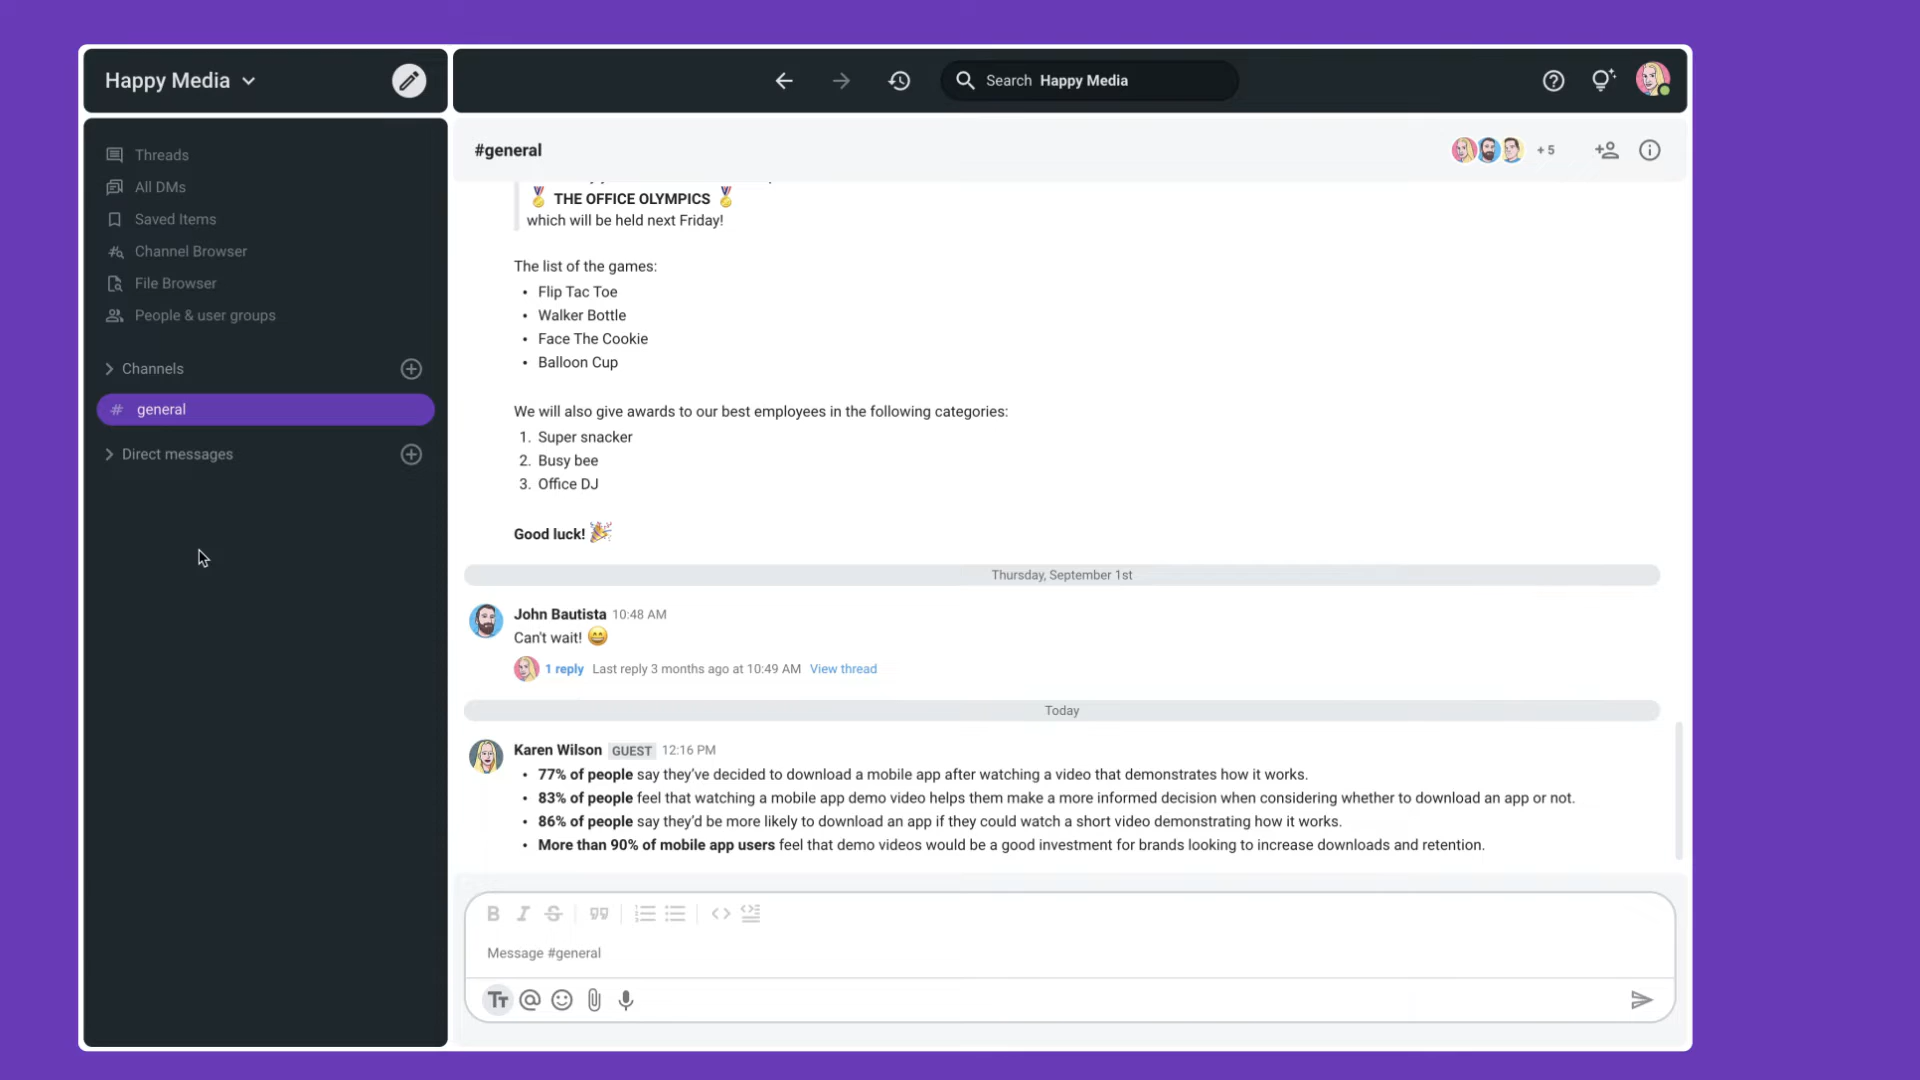 Happy Media
Search Happy Media
Threads
All DMs
Saved Items
Channel Browser
File Browser
People & user groups
Channels
# general
Direct messages
#general
+ 5
🏅 THE OFFICE OLYMPICS 🏅
which will be held next Friday!
The list of the games:
• Flip Tac Toe
• Walker Bottle
• Face The Cookie
• Balloon Cup
We will also give awards to our best employees in the following categories:
1. Super snacker
2. Busy bee
3. Office DJ
Good luck! 🎉
Thursday, September 1st
John Bautista 10:48 AM
Can't wait! 😄
1 reply Last reply 3 months ago at 10:49 AM View thread
Today
Karen Wilson GUEST 12:16 PM
• 77% of people say they've decided to download a mobile app after watching a video that demonstrates how it works.
• 83% of people feel that watching a mobile app demo video helps them make a more informed decision when considering whether to download an app or not.
• 86% of people say they'd be more likely to download an app if they could watch a short video demonstrating how it works.
• More than 90% of mobile app users feel that demo videos would be a good investment for brands looking to increase downloads and retention.
B I S
Message #general
Tt @